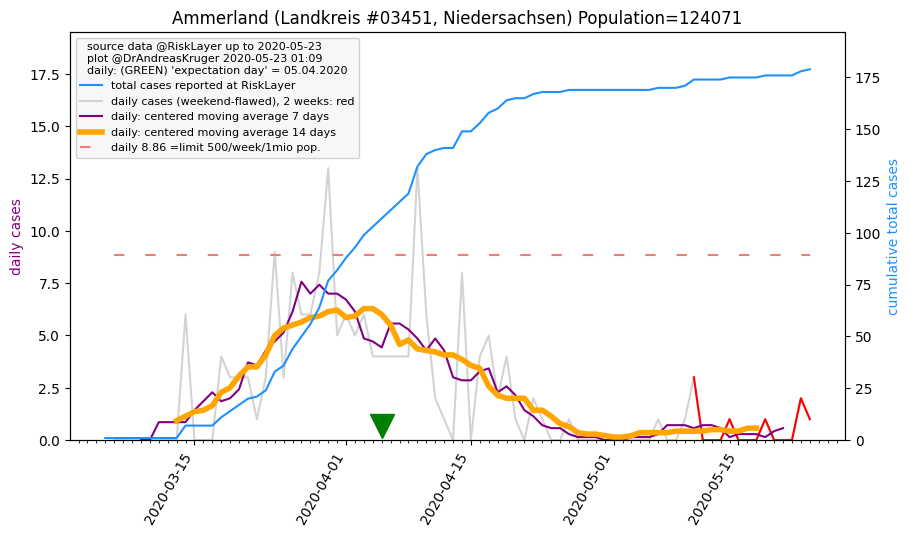 Ammerland (Landkreis #03451, Niedersachsen) Population=124071
source data @RiskLayer up to 2020-05-23
plot @DrAndreasKruger 2020-05-23 01:09
daily: (GREEN) 'expectation day' = 05.04.2020
total cases reported at RiskLayer
daily cases (weekend-flawed), 2 weeks: red
daily: centered moving average 7 days
daily: centered moving average 14 days
daily 8.86 =limit 500/week/1mio pop.
daily cases
17.5
15.0
12.5
10.0
7.5
5.0
2.5
0.0
cumulative total cases
175
150
125
100
75
50
25
0
2020-03-15
2020-04-01
2020-04-15
2020-05-01
2020-05-15